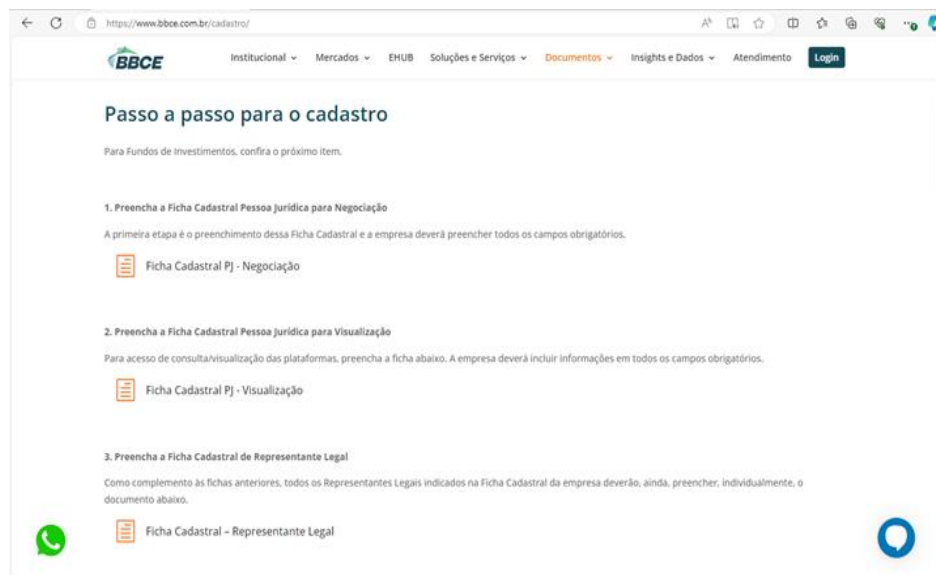 https://www.bbce.com.br/cadastro/
BBCE
Institucional
Mercados
EHUB
Soluções e Serviços
Documentos
Insights e Dados
Atendimento
Login
Passo a passo para o cadastro
Para Fundos de Investimentos, confira o próximo item.
1. Preencha a Ficha Cadastral Pessoa Jurídica para Negociação
A primeira etapa é o preenchimento dessa Ficha Cadastral e a empresa deverá preencher todos os campos obrigatórios.
Ficha Cadastral PJ - Negociação
2. Preencha a Ficha Cadastral Pessoa Jurídica para Visualização
Para acesso de consulta/visualização das plataformas, preencha a ficha abaixo. A empresa deverá incluir informações em todos os campos obrigatórios.
Ficha Cadastral PJ - Visualização
3. Preencha a Ficha Cadastral de Representante Legal
Como complemento às fichas anteriores, todos os Representantes Legais indicados na Ficha Cadastral da empresa deverão, ainda, preencher, individualmente, o
documento abaixo.
Ficha Cadastral – Representante Legal